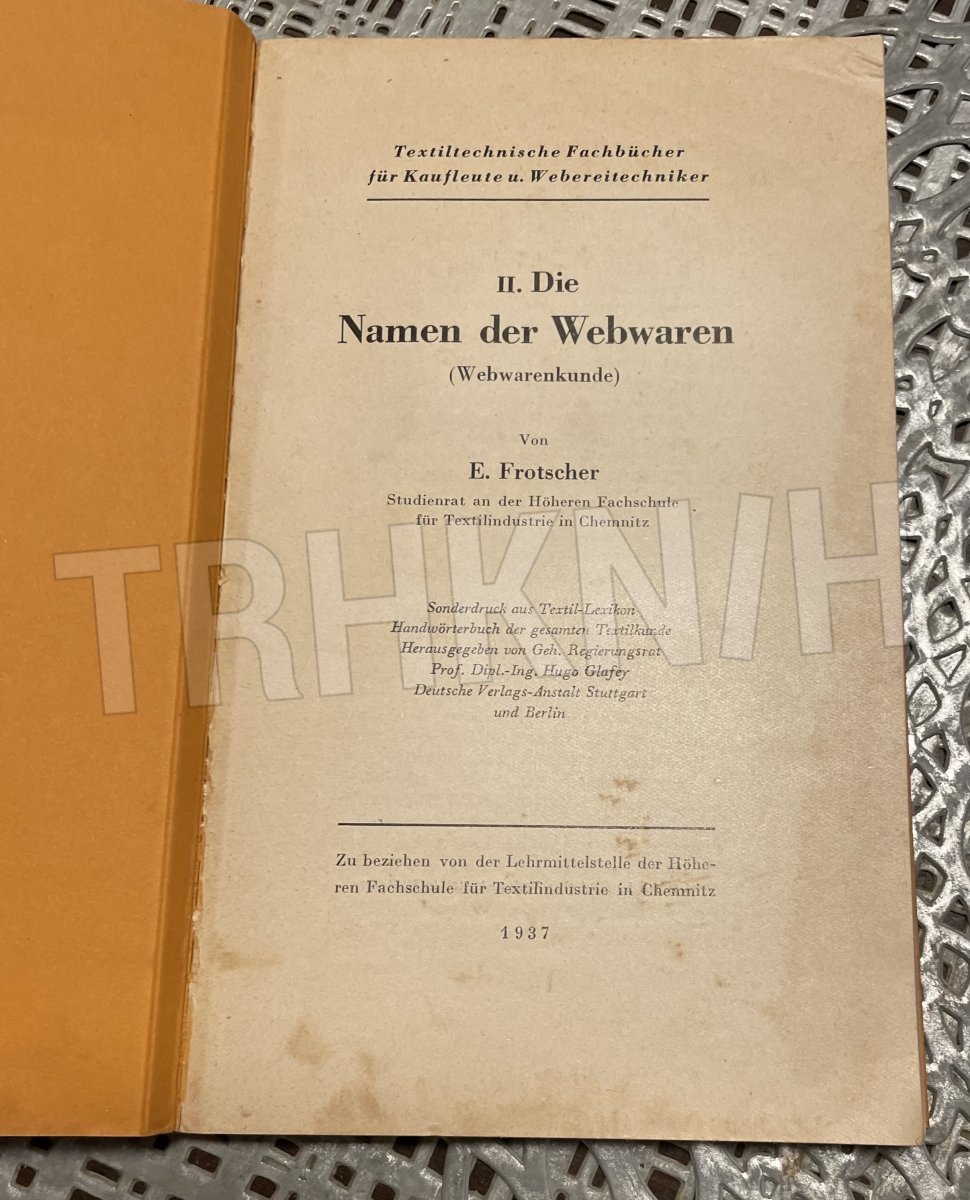 Textiltechnische Fachbücher
für Kaufleute u. Webereitechniker
II. Die
Namen der Webwaren
(Webwarenkunde)
Von
E. Frotscher
Studienrat an der Höheren Fachschule
für Textilindustrie in Chemnitz
TRHKN/H
Sonderdruck aus Textil-Lexikon
Handwörterbuch der gesamten Textilkunde
Herausgegeben von Geh. Regierungsrat
Prof. Dipl.-Ing. Hugo Glafey
Deutsche Verlags-Anstalt Stuttgart
und Berlin
Zu beziehen von der Lehrmittelstelle der Höhe-
ren Fachschule für Textilindustrie in Chemnitz
1937